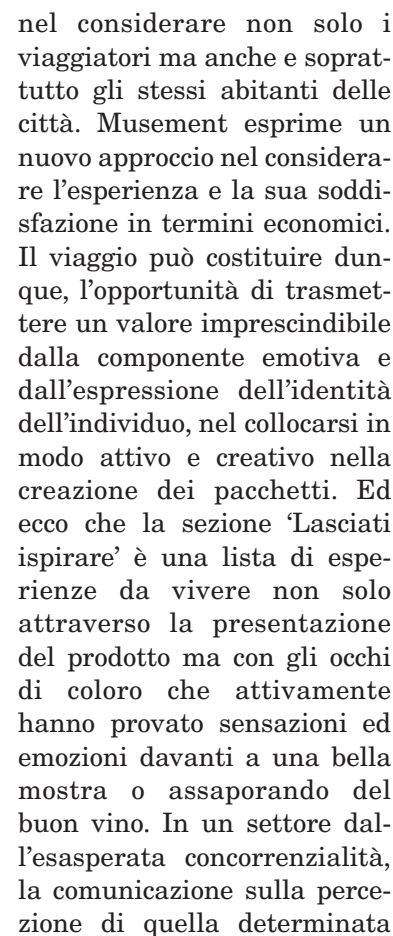 nel considerare non solo i
viaggiatori ma anche e soprat-
tutto gli stessi abitanti delle
città. Musement esprime un
nuovo approccio nel considera-
re l'esperienza e la sua soddi-
sfazione in termini economici.
Il viaggio può costituire dun-
que, l'opportunità di trasmet-
tere un valore imprescindibile
dalla componente emotiva e
dall'espressione dell'identità
dell'individuo, nel collocarsi in
modo attivo e creativo nella
creazione dei pacchetti. Ed
ecco che la sezione ‘Lasciati
ispirare’ è una lista di espe-
rienze da vivere non solo
attraverso la presentazione
del prodotto ma con gli occhi
di coloro che attivamente
hanno provato sensazioni ed
emozioni davanti a una bella
mostra o assaporando del
buon vino. In un settore dal-
l'esasperata concorrenzialità,
la comunicazione sulla perce-
zione di quella determinata